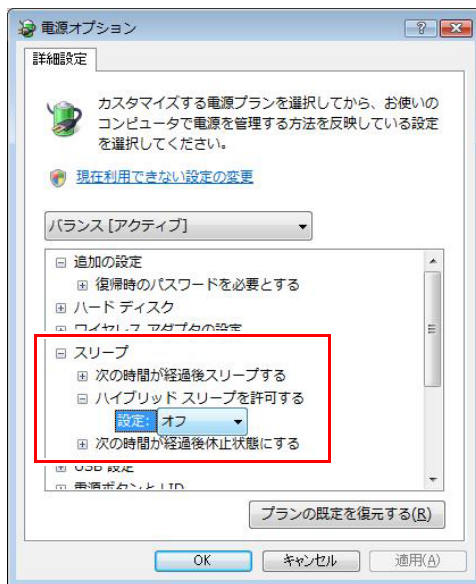 電源オプション
詳細設定
カスタマイズする電源プランを選択してから、お使いの
コンピュータで電源を管理する方法を反映している設定
を選択してください。
現在利用できない設定の変更
バランス [アクティブ]
追加の設定
復帰時のパスワードを必要とする
ハード ディスク
ワイヤレス アダプタの設定
スリープ
次の時間が経過後スリープする
ハイブリッド スリープを許可する
設定: オフ
次の時間が経過後休止状態にする
USB 設定
電源ボタンと LID
プランの既定を復元する(R)
OK キャンセル 適用(A)